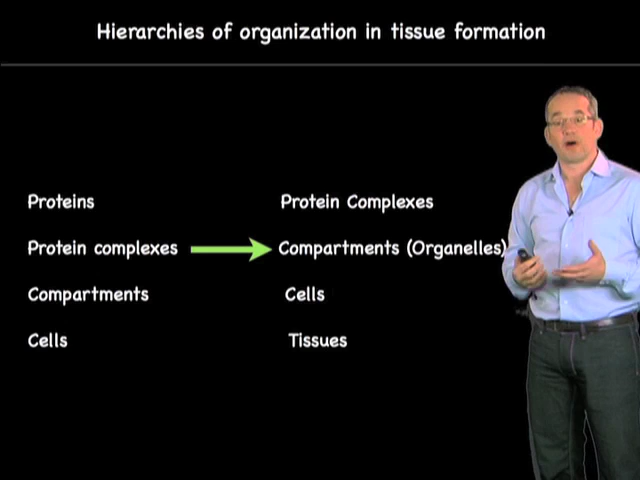 Hierarchies of organization in tissue formation
Proteins Protein Complexes
Protein complexes Compartments (Organelles)
Compartments Cells
Cells Tissues